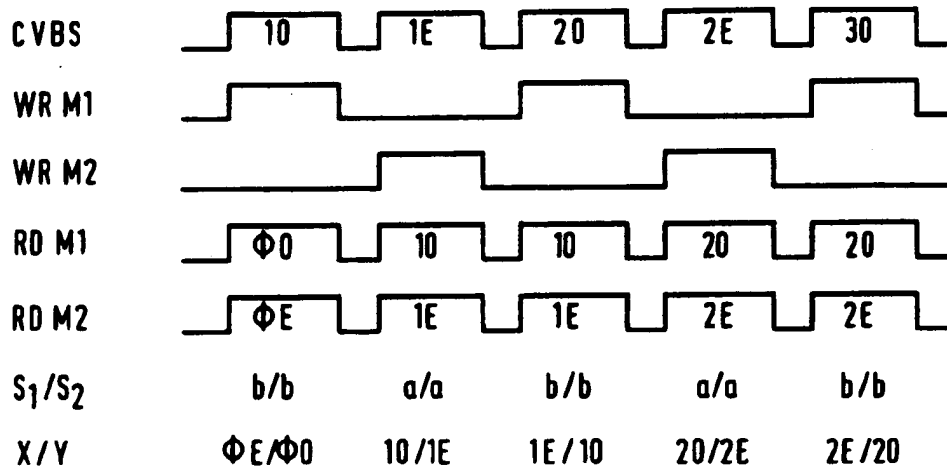 CVBS 10 1E 20 2E 30
WR M1
WR M2
RD M1 Φ0 10 10 20 20
RD M2 ΦE 1E 1E 2E 2E
S1/S2 b/b a/a b/b a/a b/b
X/Y ΦE/Φ0 10/1E 1E/10 20/2E 2E/20